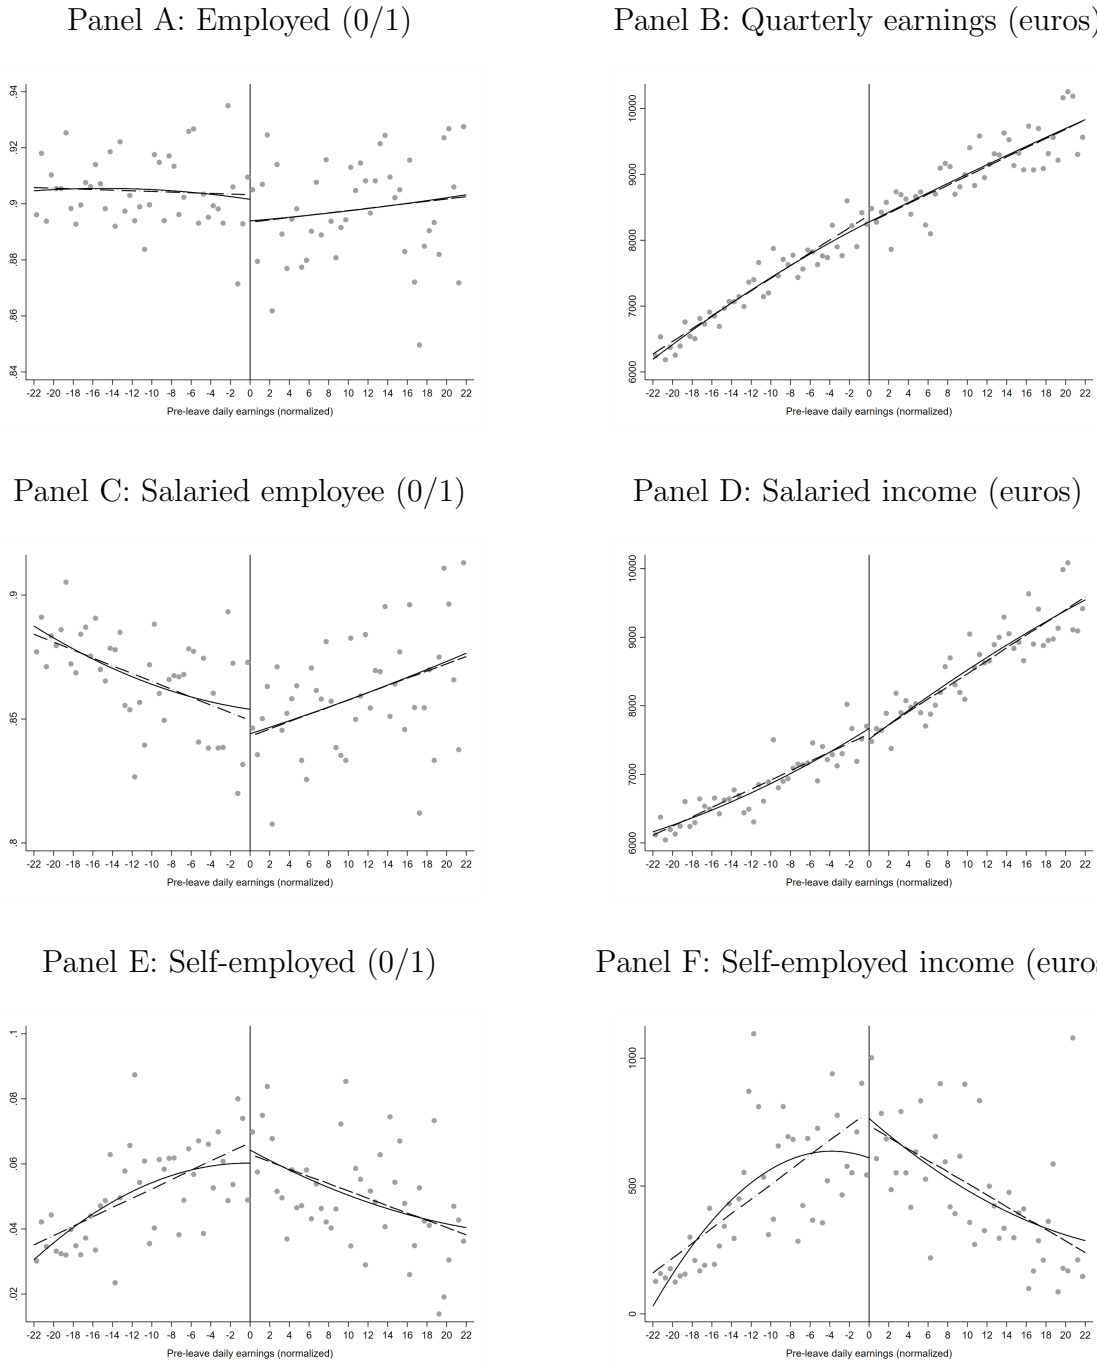 Panel A: Employed (0/1)
.94
.92
.9
.88
.86
.84
-22 -20 -18 -16 -14 -12 -10 -8 -6 -4 -2 0 2 4 6 8 10 12 14 16 18 20 22
Pre-leave daily earnings (normalized)
Panel B: Quarterly earnings (euros)
10000
9000
8000
7000
6000
-22 -20 -18 -16 -14 -12 -10 -8 -6 -4 -2 0 2 4 6 8 10 12 14 16 18 20 22
Pre-leave daily earnings (normalized)
Panel C: Salaried employee (0/1)
.9
.85
.8
-22 -20 -18 -16 -14 -12 -10 -8 -6 -4 -2 0 2 4 6 8 10 12 14 16 18 20 22
Pre-leave daily earnings (normalized)
Panel D: Salaried income (euros)
10000
9000
8000
7000
6000
-22 -20 -18 -16 -14 -12 -10 -8 -6 -4 -2 0 2 4 6 8 10 12 14 16 18 20 22
Pre-leave daily earnings (normalized)
Panel E: Self-employed (0/1)
.1
.08
.06
.04
.02
-22 -20 -18 -16 -14 -12 -10 -8 -6 -4 -2 0 2 4 6 8 10 12 14 16 18 20 22
Pre-leave daily earnings (normalized)
Panel F: Self-employed income (euros
1000
500
0
-22 -20 -18 -16 -14 -12 -10 -8 -6 -4 -2 0 2 4 6 8 10 12 14 16 18 20 22
Pre-leave daily earnings (normalized)